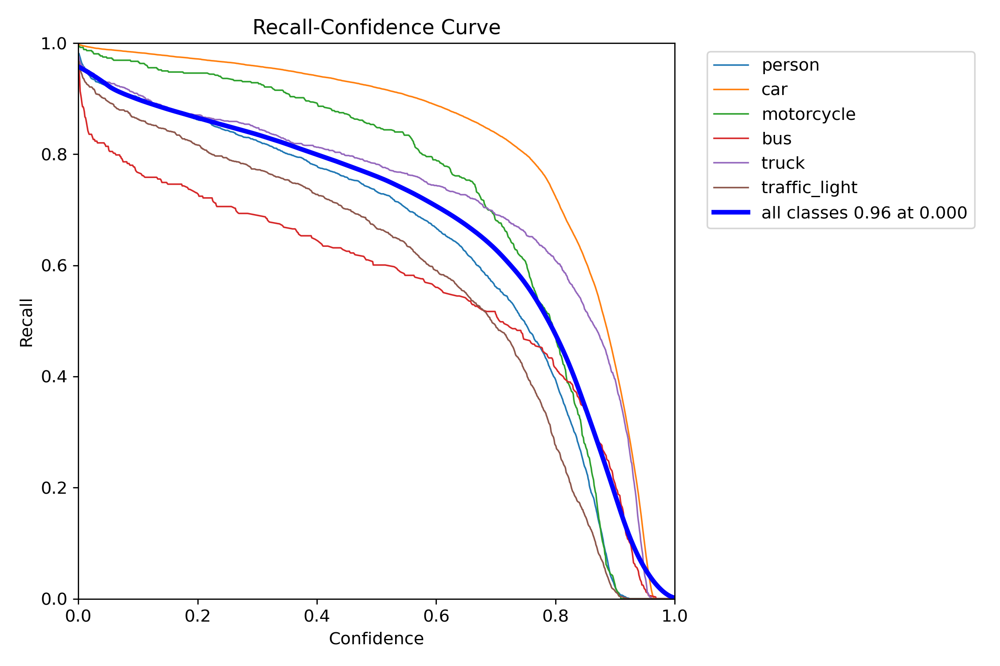 Recall-Confidence Curve
1.0
0.8
0.6
0.4
0.2
0.0
Recall
0.0 0.2 0.4 0.6 0.8 1.0
Confidence
person
car
motorcycle
bus
truck
traffic_light
all classes 0.96 at 0.000